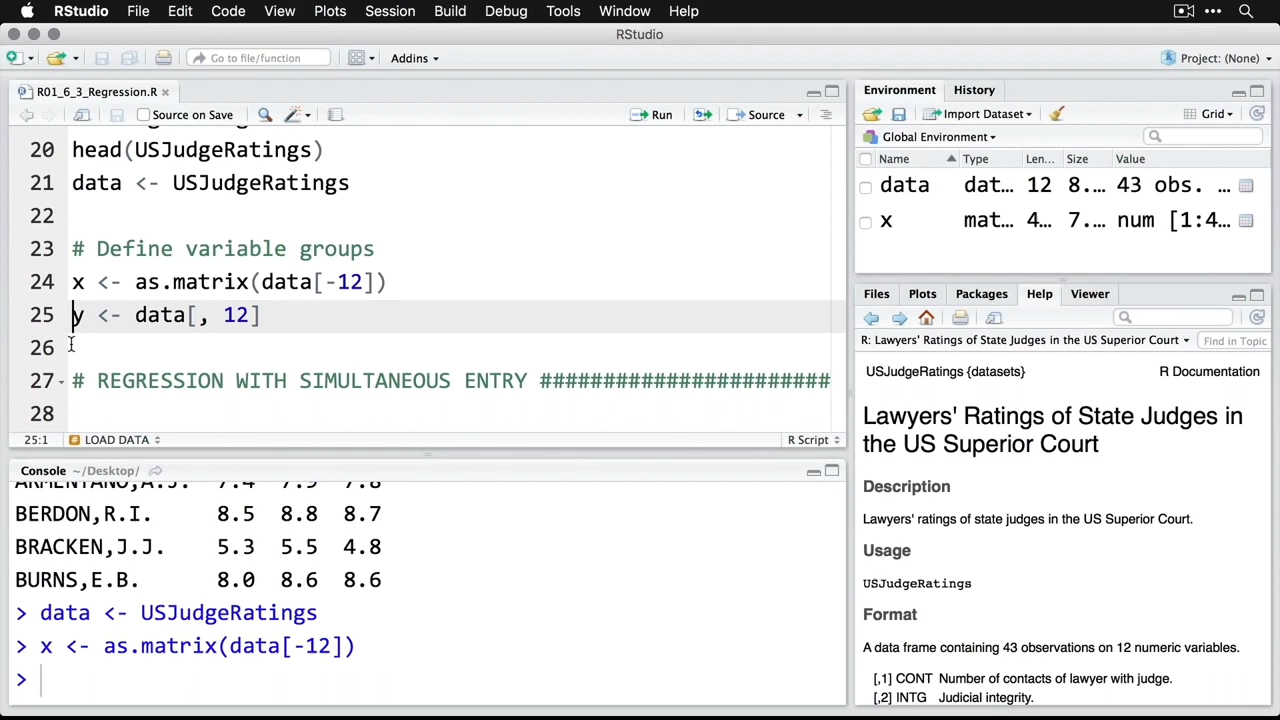 RStudio File Edit Code View Plots Session Build Debug Tools Window Help
RStudio
Go to file/function Addins Project: (None)
R01_6_3_Regression.R
Source on Save Run Source
20 head(USJudgeRatings)
21 data <- USJudgeRatings
22
23 # Define variable groups
24 x <- as.matrix(data[-12])
25 y <- data[, 12]
26
27 # REGRESSION WITH SIMULTANEOUS ENTRY #######################
28
25:1 LOAD DATA R Script
Console ~/Desktop/
BERDON,R.I. 8.5 8.8 8.7
BRACKEN,J.J. 5.3 5.5 4.8
BURNS,E.B. 8.0 8.6 8.6
> data <- USJudgeRatings
> x <- as.matrix(data[-12])
>
Environment History
Import Dataset Grid
Global Environment
Name Type Len... Size Value
data dat... 12 8.... 43 obs. ...
x mat... 4... 7.... num [1:4...
Files Plots Packages Help Viewer
R: Lawyers' Ratings of State Judges in the US Superior Court Find in Topic
USJudgeRatings {datasets} R Documentation
Lawyers' Ratings of State Judges in
the US Superior Court
Description
Lawyers' ratings of state judges in the US Superior Court.
Usage
USJudgeRatings
Format
A data frame containing 43 observations on 12 numeric variables.
[,1] CONT Number of contacts of lawyer with judge.
[,2] INTG Judicial integrity.